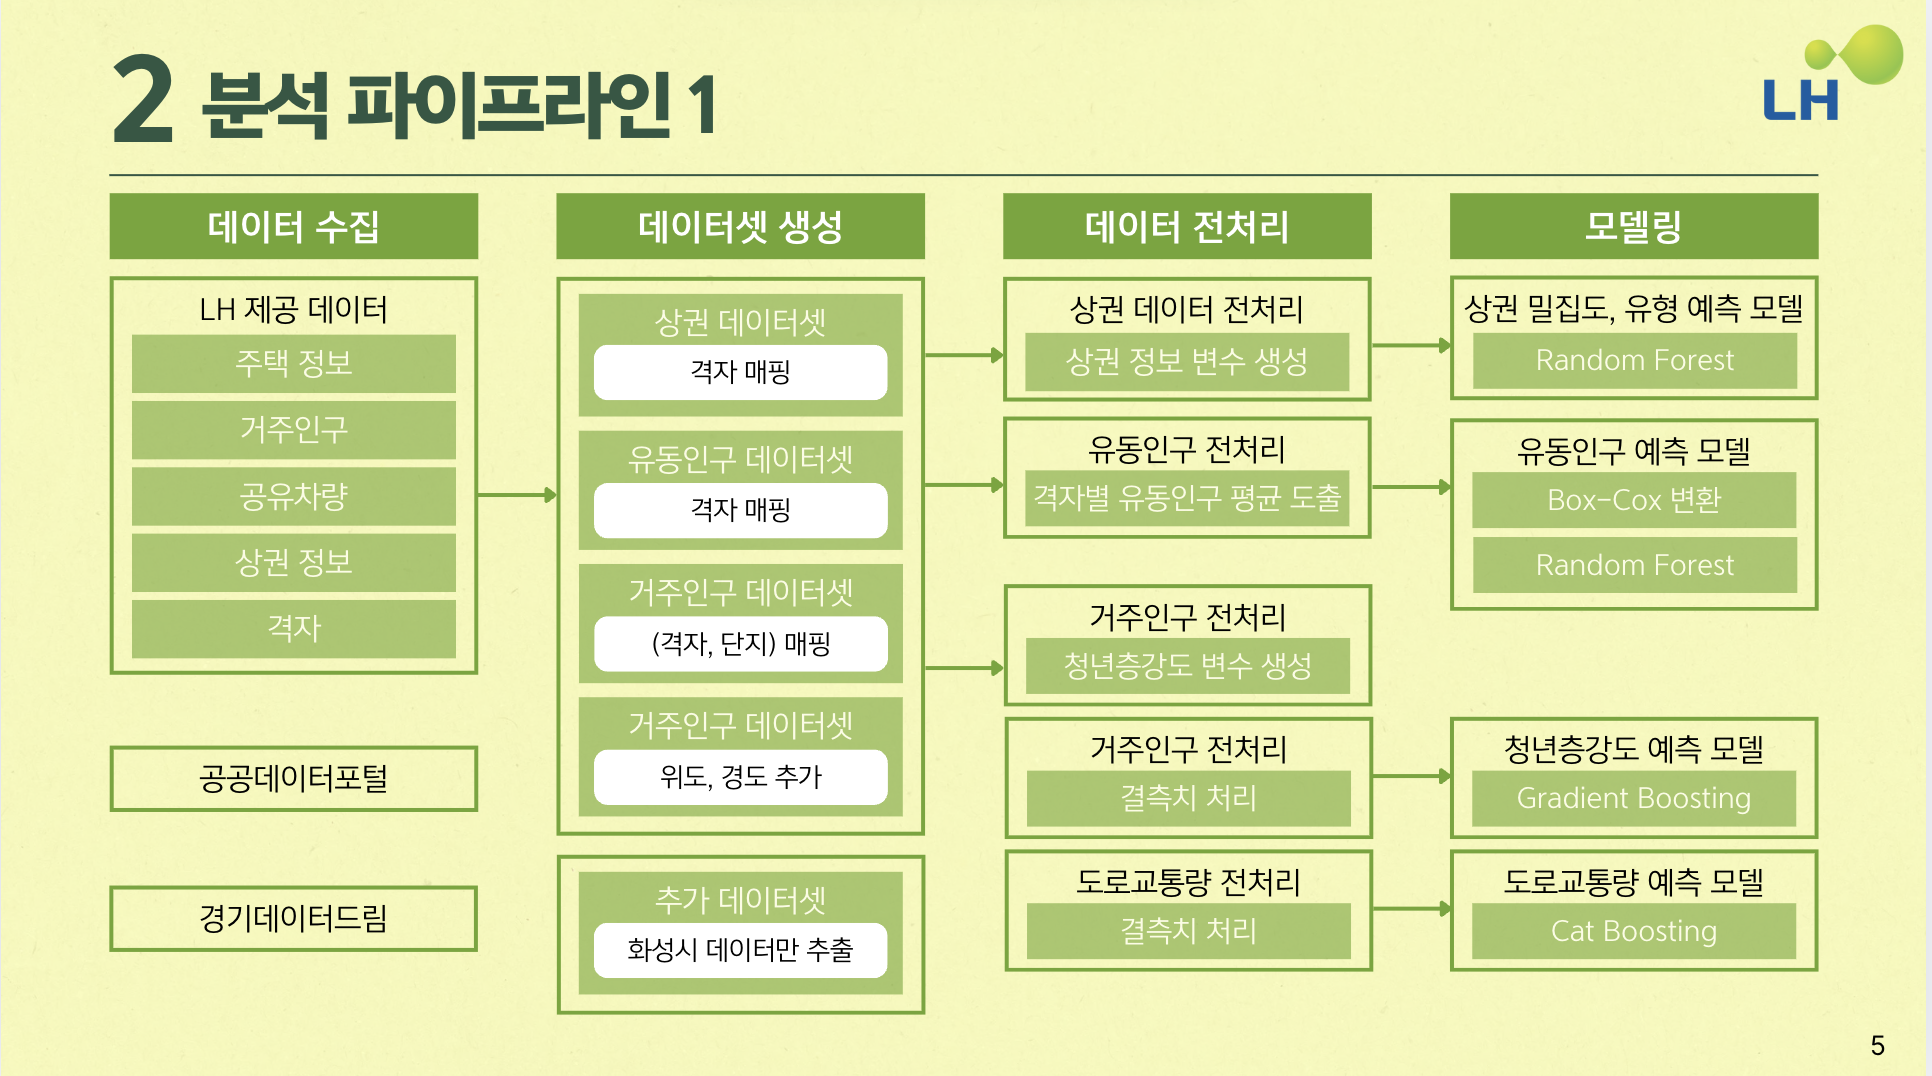 2 분석 파이프라인 1
LH
데이터 수집
LH 제공 데이터
주택 정보
거주인구
공유차량
상권 정보
격자
공공데이터포털
경기데이터드림
데이터셋 생성
상권 데이터셋
격자 매핑
유동인구 데이터셋
격자 매핑
거주인구 데이터셋
(격자, 단지) 매핑
거주인구 데이터셋
위도, 경도 추가
추가 데이터셋
화성시 데이터만 추출
데이터 전처리
상권 데이터 전처리
상권 정보 변수 생성
유동인구 전처리
격자별 유동인구 평균 도출
거주인구 전처리
청년층강도 변수 생성
거주인구 전처리
결측치 처리
도로교통량 전처리
결측치 처리
모델링
상권 밀집도, 유형 예측 모델
Random Forest
유동인구 예측 모델
Box-Cox 변환
Random Forest
청년층강도 예측 모델
Gradient Boosting
도로교통량 예측 모델
Cat Boosting
5